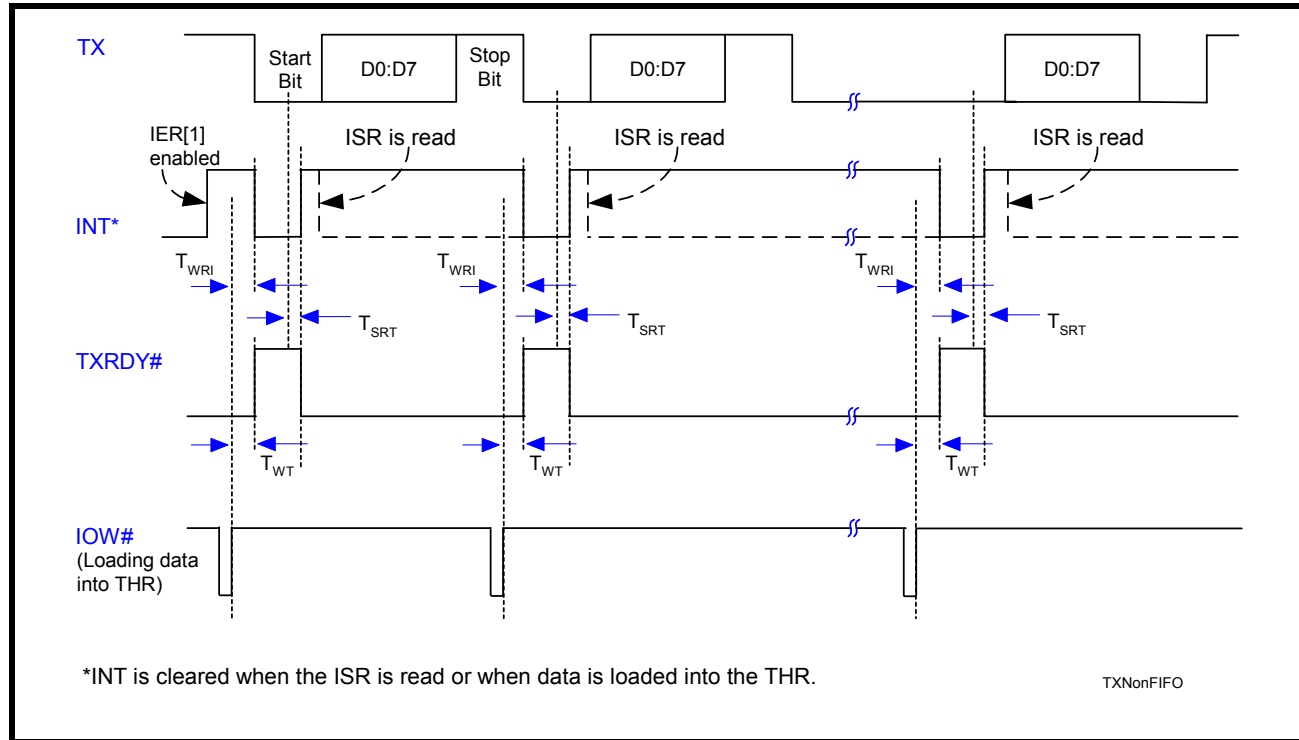 TX
Start
Bit
D0:D7
Stop
Bit
D0:D7
D0:D7
IER[1]
enabled
ISR is read
ISR is read
ISR is read
INT*
TWRI
TWRI
TWRI
TSRT
TSRT
TSRT
TXRDY#
TWT
TWT
TWT
IOW#
(Loading data
into THR)
*INT is cleared when the ISR is read or when data is loaded into the THR.
TXNonFIFO